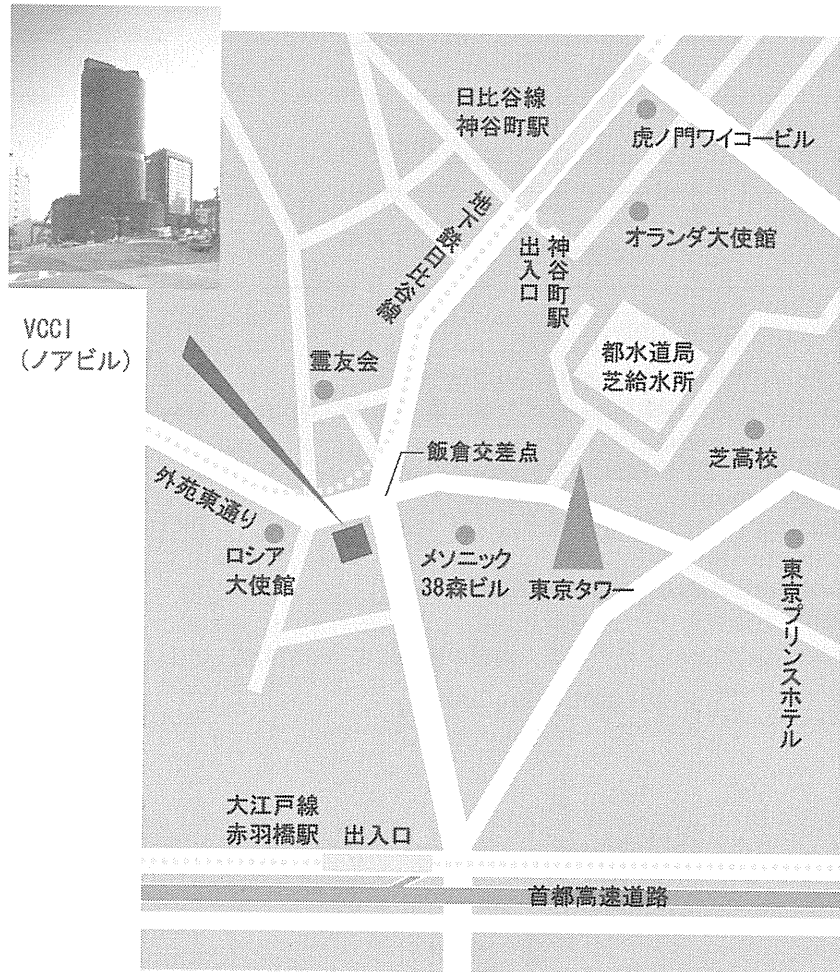 日比谷線
神谷町駅
虎ノ門ワイコービル
オランダ大使館
地下鉄日比谷線
神谷町駅
出入口
VCCI
(ノアビル)
霊友会
都水道局
芝給水所
飯倉交差点
芝高校
外苑東通り
ロシア
大使館
メソニック
38森ビル
東京タワー
東京プリンスホテル
大江戸線
赤羽橋駅 出入口
首都高速道路